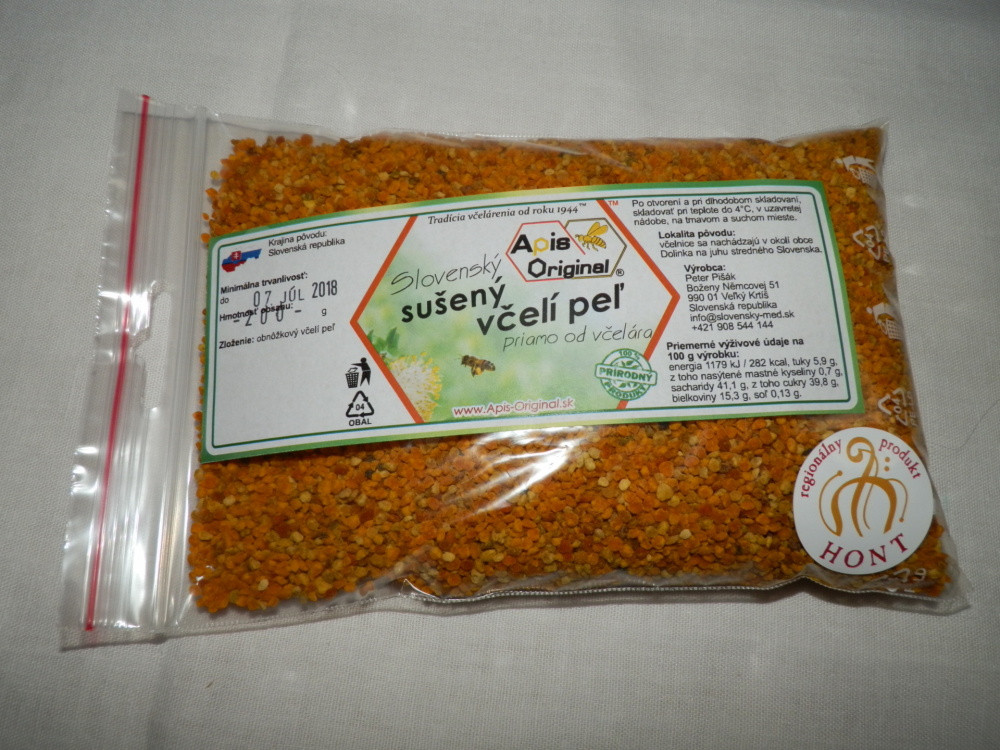 Krajina pôvodu:
Slovenská republika
Minimálna trvanlivosť:
do 07 JÚL 2018
Hmotnosť obsahu:
-200- g
Zloženie: obnôžkový včelí peľ
04
OBAL
Tradícia včelárenia od roku 1944™
Apis
Original®
Slovenský
sušený
včelí peľ
priamo od včelára
100 %
PRÍRODNÝ
PRODUKT
www.Apis-Original.sk
™
Po otvorení a pri dlhodobom skladovaní,
skladovať pri teplote do 4°C, v uzavretej
nádobe, na tmavom a suchom mieste.
Lokalita pôvodu:
včelnice sa nachádzajú v okolí obce
Dolinka na juhu stredného Slovenska.
Výrobca:
Peter Pišák
Boženy Němcovej 51
990 01 Veľký Krtíš
Slovenská republika
info@slovensky-med.sk
+421 908 544 144
Priemerné výživové údaje na
100 g výrobku:
energia 1179 kJ / 282 kcal, tuky 5,9 g,
z toho nasýtené mastné kyseliny 0,7 g,
sacharidy 41,1 g, z toho cukry 39,8 g,
bielkoviny 15,3 g, soľ 0,13 g.
regionálny produkt
HONT